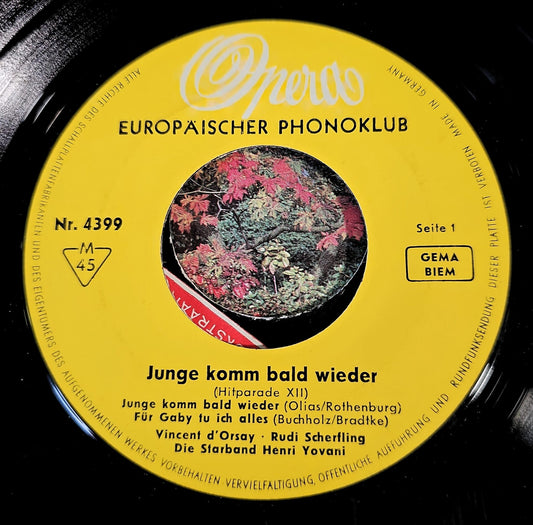 Opera
EUROPÄISCHER PHONOKLUB
Nr. 4399
M
45
Seite 1
GEMA
BIEM
Junge komm bald wieder
(Hitparade XII)
Junge komm bald wieder (Olias/Rothenburg)
Für Gaby tu ich alles (Buchholz/Bradtke)
Vincent d'Orsay · Rudi Scherfling
Die Starband Henri Yovani
ALLE RECHTE DES SCHALLPLATTENFABRIKANTEN UND DES EIGENTÜMERS DES AUFGENOMMENEN WERKES VORBEHALTEN VERVIELFÄLTIGUNG, ÖFFENTLICHE AUFFÜHRUNG UND RUNDFUNKSENDUNG DIESER PLATTE IST VERBOTEN MADE IN GERMANY